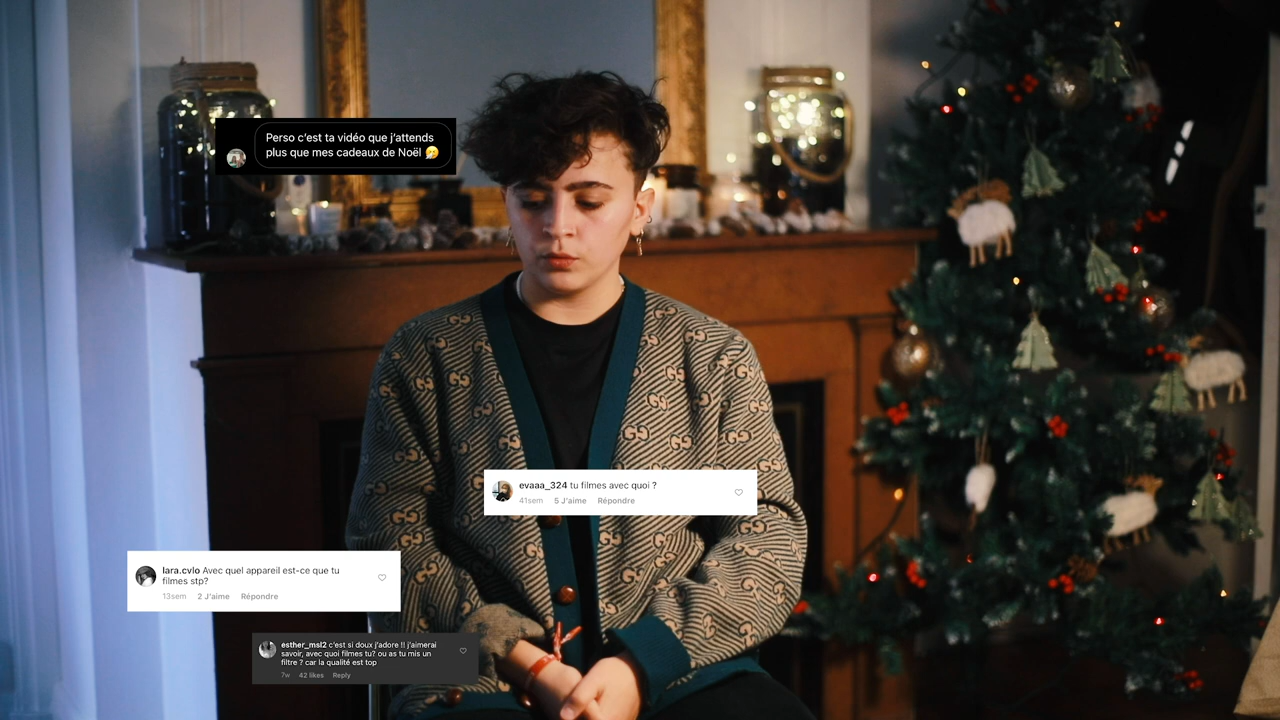 Perso c'est ta vidéo que j'attends
plus que mes cadeaux de Noël 🥲
evaaa_324 tu filmes avec quoi ?
41sem 5 J'aime Répondre
lara.cvlo Avec quel appareil est-ce que tu
filmes stp?
13sem 2 J'aime Répondre
esther_msl2 c'est si doux j'adore !! j'aimerai
savoir, avec quoi filmes tu? ou as tu mis un
filtre ? car la qualité est top
7w 42 likes Reply